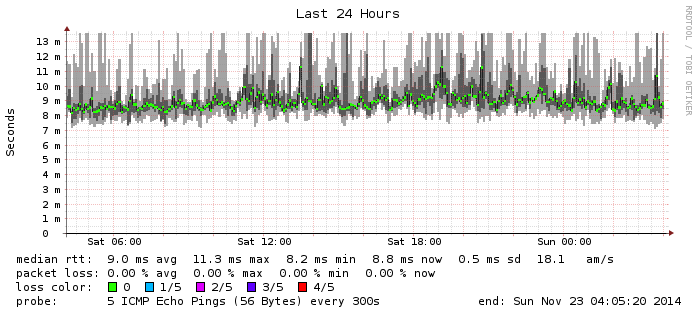 Last 24 Hours
RRDTOOL / TOBI OETIKER
Seconds
13 m
12 m
11 m
10 m
9 m
8 m
7 m
6 m
5 m
4 m
3 m
2 m
1 m
0
Sat 06:00 Sat 12:00 Sat 18:00 Sun 00:00
median rtt: 9.0 ms avg 11.3 ms max 8.2 ms min 8.8 ms now 0.5 ms sd 18.1 am/s
packet loss: 0.00 % avg 0.00 % max 0.00 % min 0.00 % now
loss color: 0 1/5 2/5 3/5 4/5
probe: 5 ICMP Echo Pings (56 Bytes) every 300s end: Sun Nov 23 04:05:20 2014